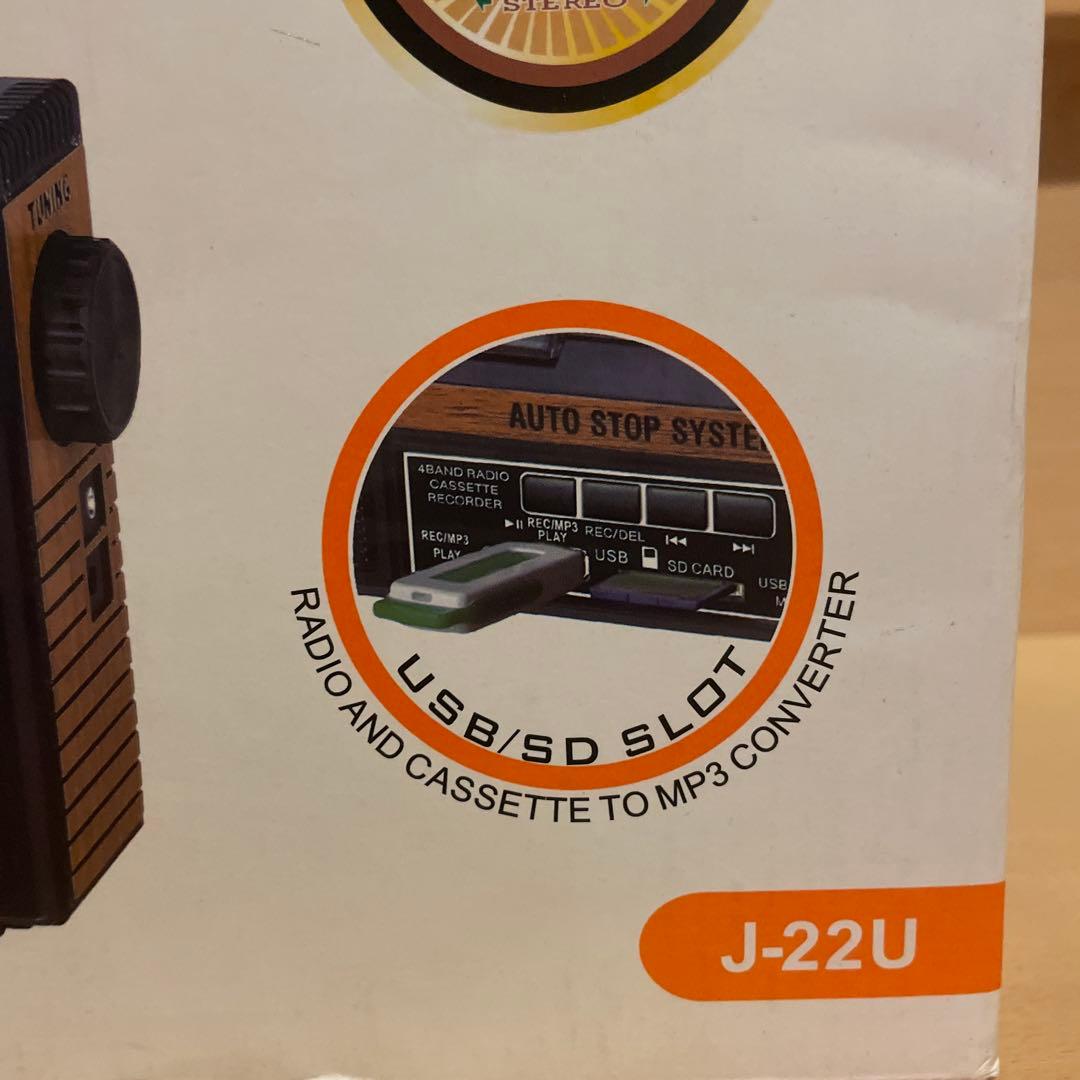 STEREO
TUNING
AUTO STOP SYSTE
4BAND RADIO
CASSETTE
RECORDER
REC/MP3
PLAY
REC/MP3
PLAY
REC/DEL
USB
SD CARD
USB
M
USB/SD SLOT
RADIO AND CASSETTE TO MP3 CONVERTER
J-22U